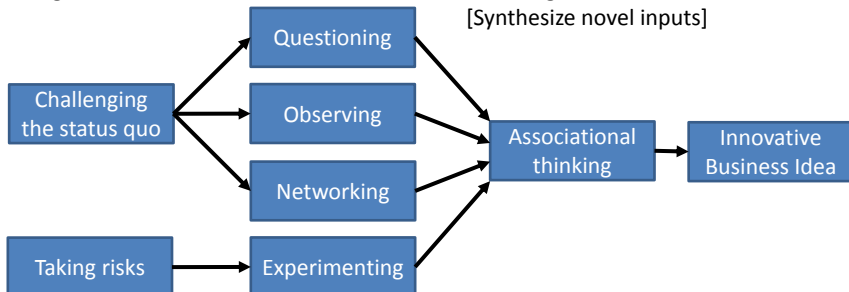 [Synthesize novel inputs]
Questioning
Challenging
the status quo
Observing
Associational
thinking
Innovative
Business Idea
Networking
Taking risks
Experimenting